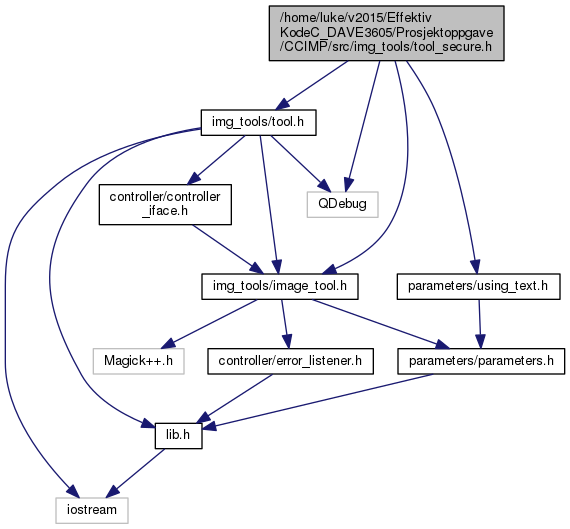 /home/luke/v2015/Effektiv
KodeC_DAVE3605/Prosjektoppgave
/CCIMP/src/img_tools/tool_secure.h
img_tools/tool.h
controller/controller
_iface.h
QDebug
img_tools/image_tool.h
parameters/using_text.h
Magick++.h
controller/error_listener.h
parameters/parameters.h
lib.h
iostream